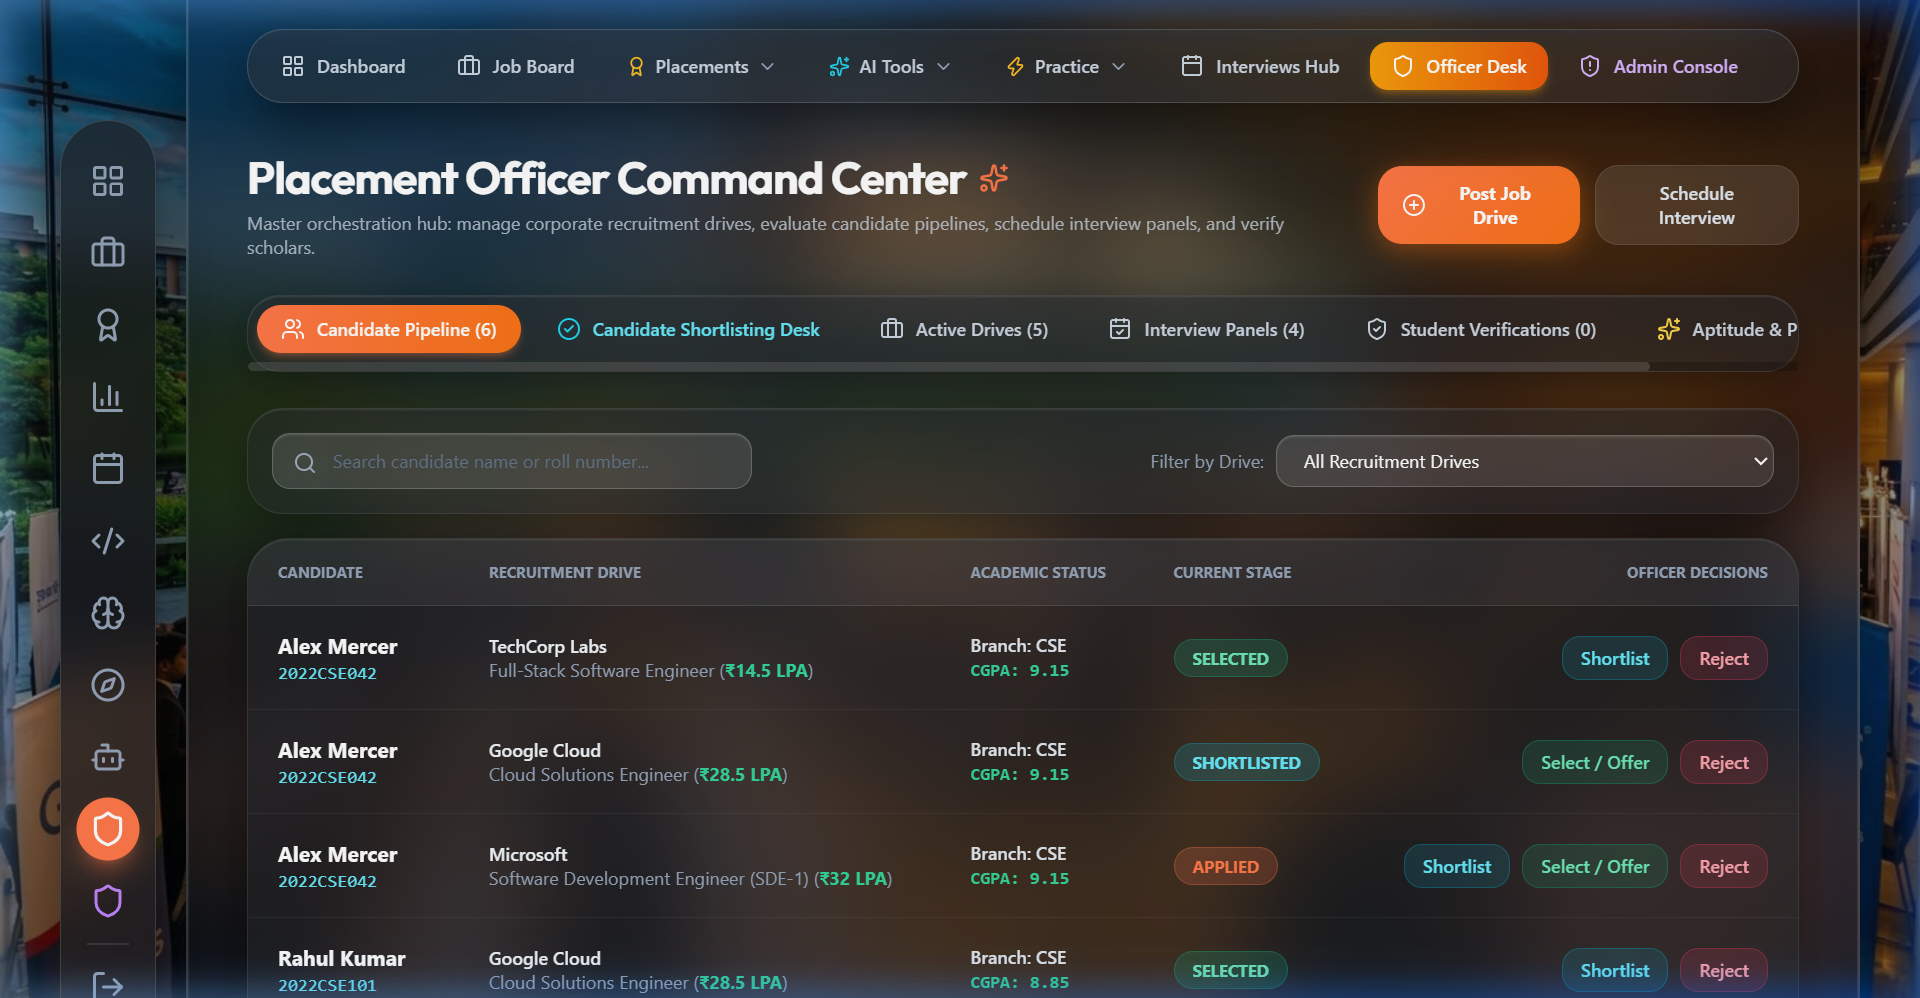 Dashboard
Job Board
Placements
AI Tools
Practice
Interviews Hub
Officer Desk
Admin Console
Placement Officer Command Center
Master orchestration hub: manage corporate recruitment drives, evaluate candidate pipelines, schedule interview panels, and verify
scholars.
Post Job
Drive
Schedule
Interview
Candidate Pipeline (6)
Candidate Shortlisting Desk
Active Drives (5)
Interview Panels (4)
Student Verifications (0)
Aptitude & P
Search candidate name or roll number...
Filter by Drive:
All Recruitment Drives
CANDIDATE
RECRUITMENT DRIVE
ACADEMIC STATUS
CURRENT STAGE
OFFICER DECISIONS
Alex Mercer
2022CSE042
TechCorp Labs
Full-Stack Software Engineer (₹14.5 LPA)
Branch: CSE
CGPA: 9.15
SELECTED
Shortlist
Reject
Alex Mercer
2022CSE042
Google Cloud
Cloud Solutions Engineer (₹28.5 LPA)
Branch: CSE
CGPA: 9.15
SHORTLISTED
Select / Offer
Reject
Alex Mercer
2022CSE042
Microsoft
Software Development Engineer (SDE-1) (₹32 LPA)
Branch: CSE
CGPA: 9.15
APPLIED
Shortlist
Select / Offer
Reject
Rahul Kumar
2022CSE101
Google Cloud
Cloud Solutions Engineer (₹28.5 LPA)
Branch: CSE
CGPA: 8.85
SELECTED
Shortlist
Reject